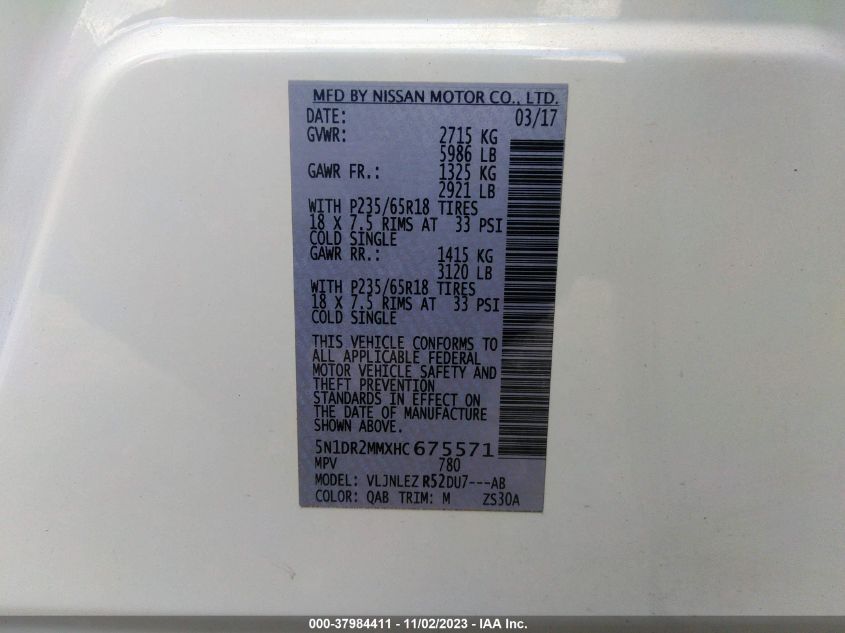 MFD BY NISSAN MOTOR CO., LTD.
DATE: 03/17
GVWR: 2715 KG
5986 LB
GAWR FR.: 1325 KG
2921 LB
WITH P235/65R18 TIRES
18 X 7.5 RIMS AT 33 PSI
COLD SINGLE
GAWR RR.: 1415 KG
3120 LB
WITH P235/65R18 TIRES
18 X 7.5 RIMS AT 33 PSI
COLD SINGLE
THIS VEHICLE CONFORMS TO
ALL APPLICABLE FEDERAL
MOTOR VEHICLE SAFETY AND
THEFT PREVENTION
STANDARDS IN EFFECT ON
THE DATE OF MANUFACTURE
SHOWN ABOVE.
5N1DR2MMXHC675571
MPV 780
MODEL: VLJNLEZ R52DU7---AB
COLOR: QAB TRIM: M ZS30A
000-37984411 - 11/02/2023 - IAA Inc.